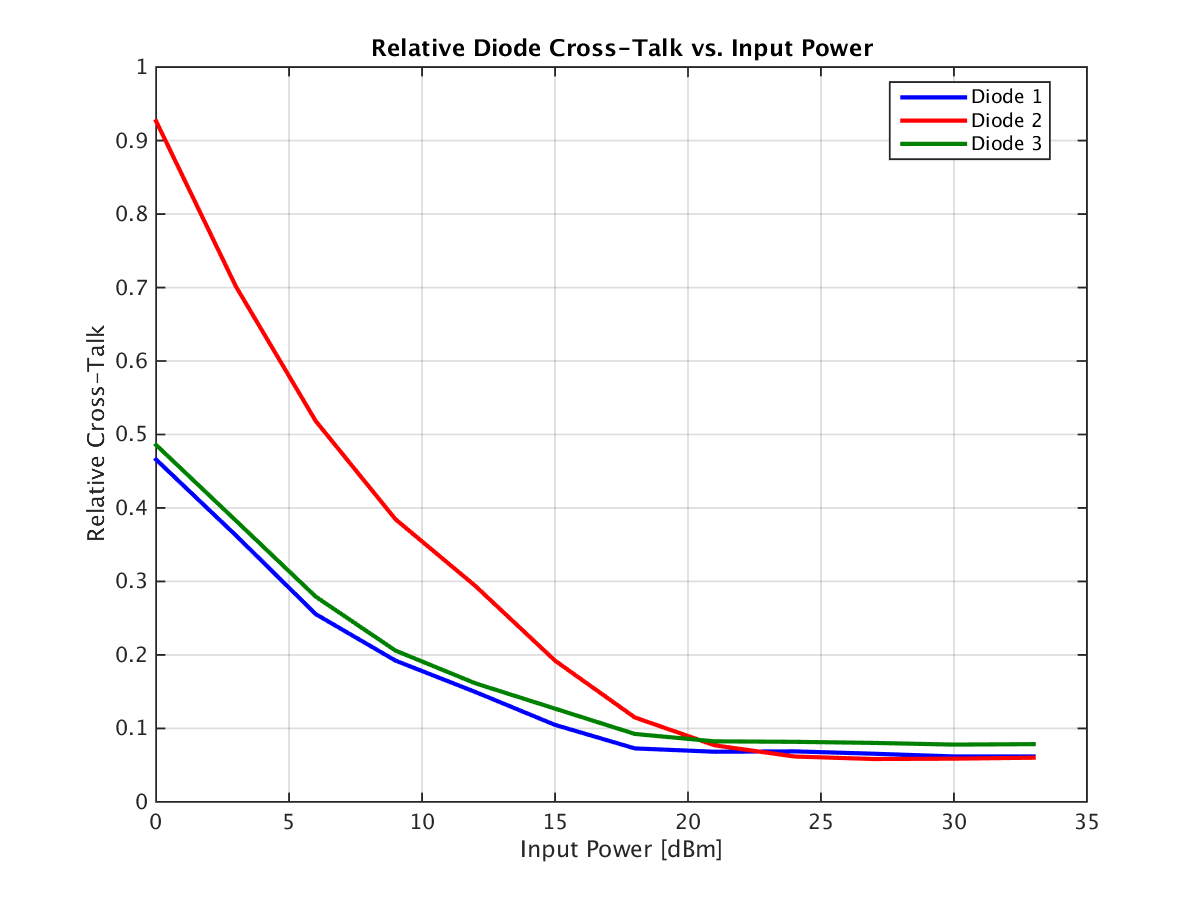 Relative Diode Cross-Talk vs. Input Power
1
0.9
0.8
0.7
0.6
0.5
0.4
0.3
0.2
0.1
0
Relative Cross-Talk
Diode 1
Diode 2
Diode 3
0 5 10 15 20 25 30 35
Input Power [dBm]